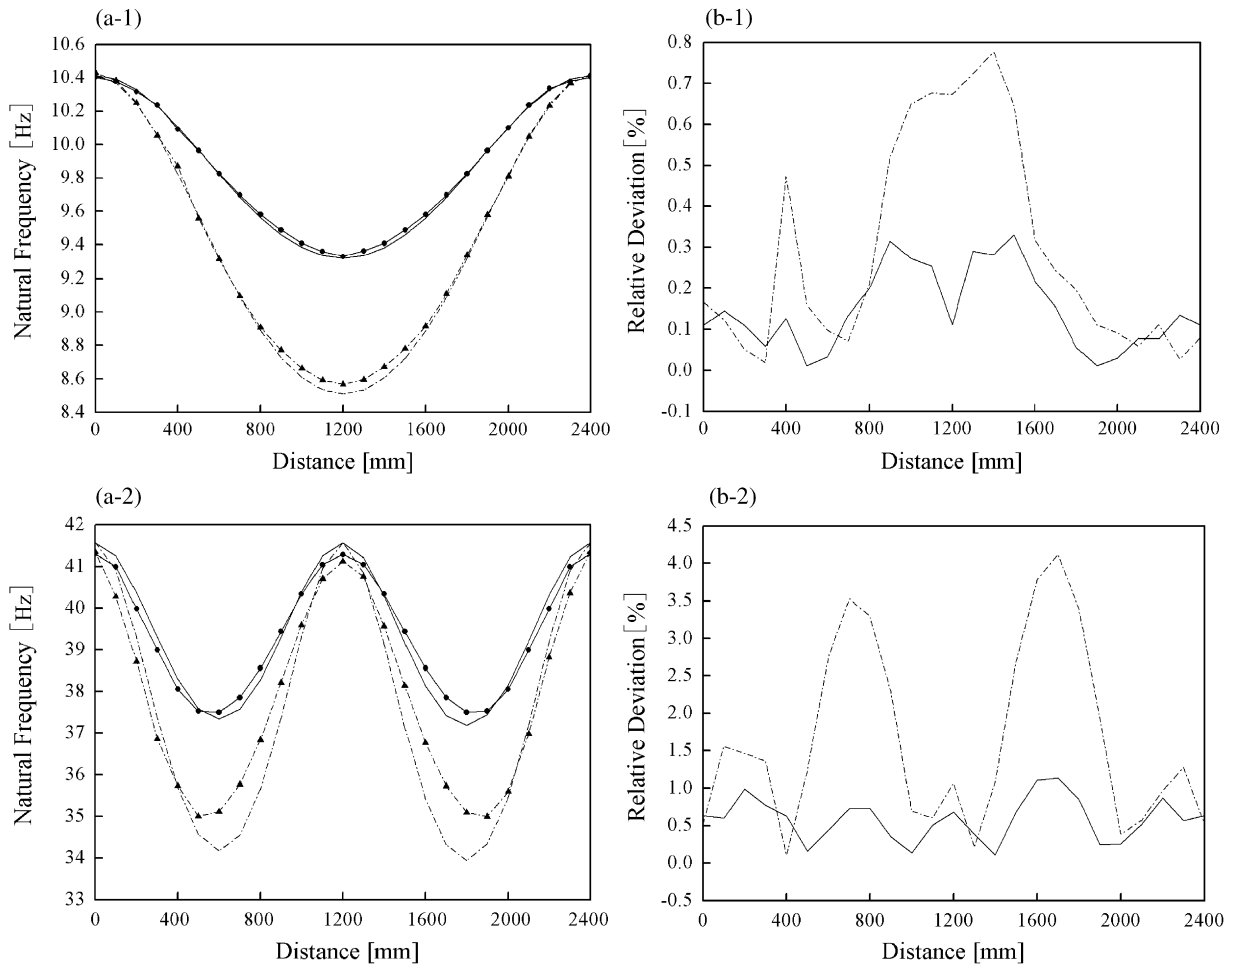 (a-1)
10.6
10.4
10.2
10.0
9.8
9.6
9.4
9.2
9.0
8.8
8.6
8.4
Natural Frequency [Hz]
0 400 800 1200 1600 2000 2400
Distance [mm]
(b-1)
0.8
0.7
0.6
0.5
0.4
0.3
0.2
0.1
0.0
-0.1
Relative Deviation [%]
0 400 800 1200 1600 2000 2400
Distance [mm]
(a-2)
42
41
40
39
38
37
36
35
34
33
Natural Frequency [Hz]
0 400 800 1200 1600 2000 2400
Distance [mm]
(b-2)
4.5
4.0
3.5
3.0
2.5
2.0
1.5
1.0
0.5
0.0
-0.5
Relative Deviation [%]
0 400 800 1200 1600 2000 2400
Distance [mm]